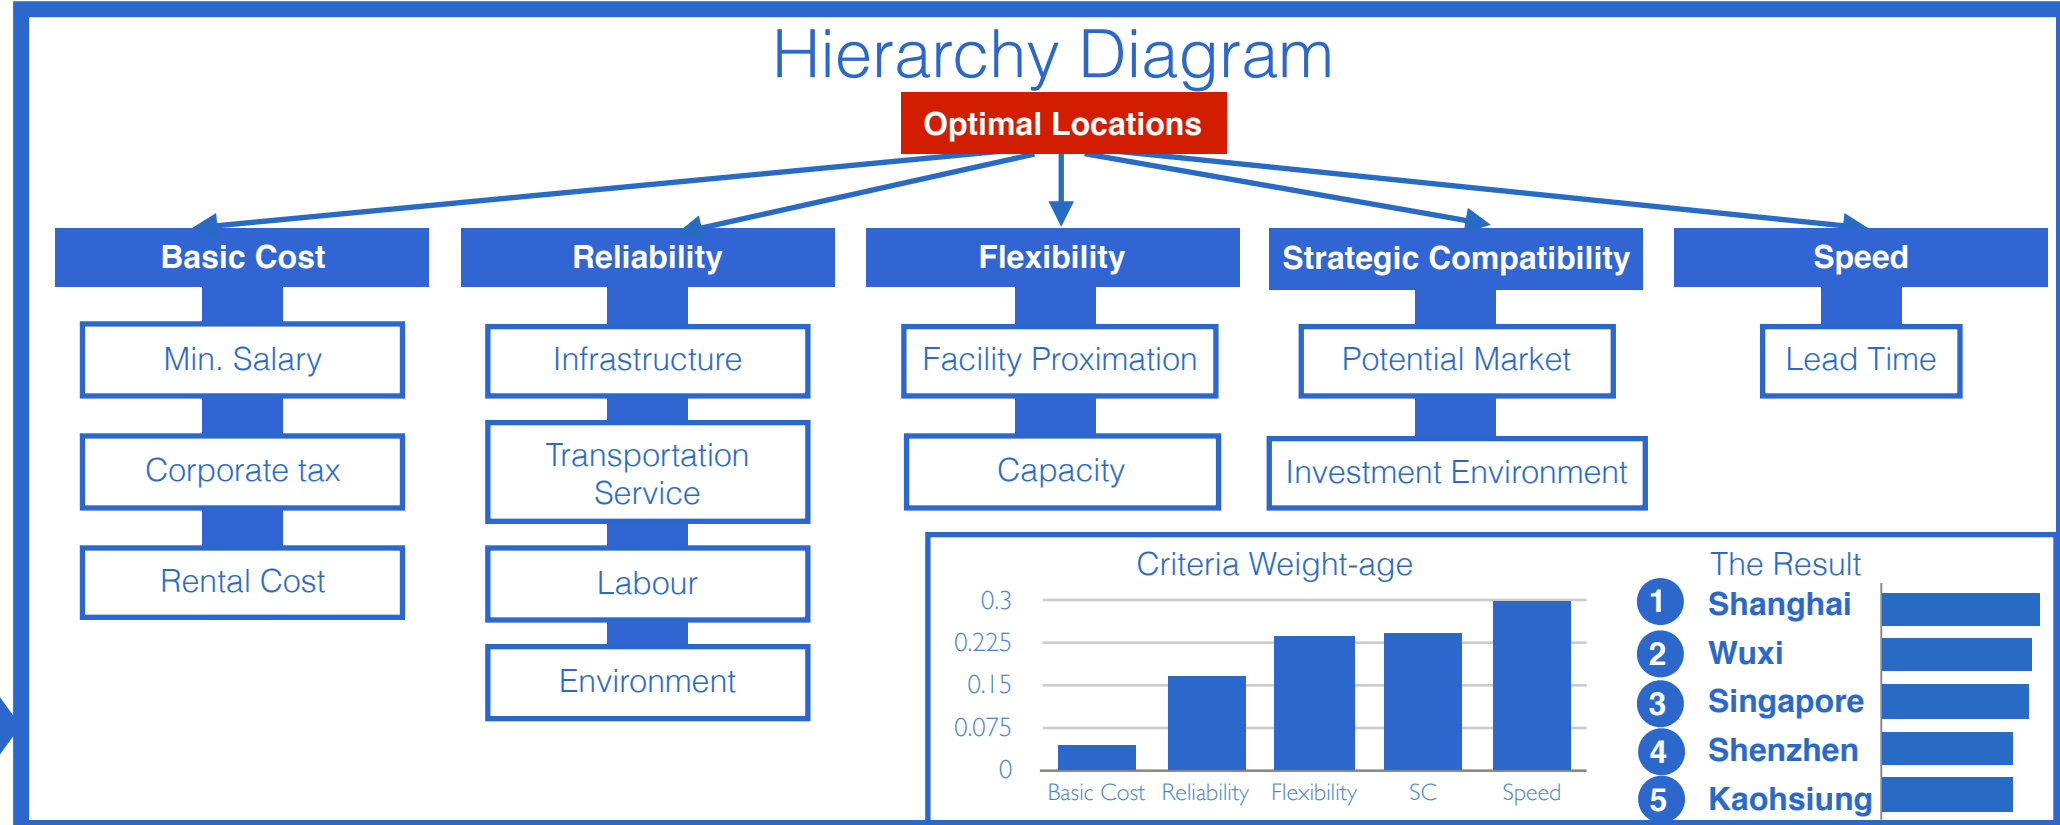 Hierarchy Diagram
Optimal Locations
Basic Cost
Reliability
Flexibility
Strategic Compatibility
Speed
Min. Salary
Infrastructure
Facility Proximation
Potential Market
Lead Time
Corporate tax
Transportation
Service
Capacity
Investment Environment
Rental Cost
Labour
Environment
Criteria Weight-age
0.3
0.225
0.15
0.075
0
Basic Cost Reliability Flexibility SC Speed
The Result
1 Shanghai
2 Wuxi
3 Singapore
4 Shenzhen
5 Kaohsiung